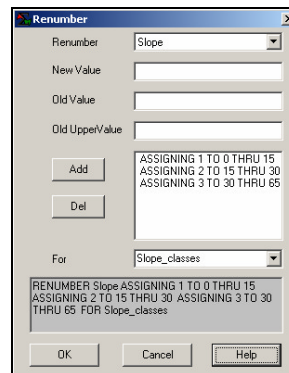 Renumber
Renumber Slope
New Value
Old Value
Old UpperValue
Add
Del
ASSIGNING 1 TO 0 THRU 15
ASSIGNING 2 TO 15 THRU 30
ASSIGNING 3 TO 30 THRU 65
For Slope_classes
RENUMBER Slope ASSIGNING 1 TO 0 THRU 15
ASSIGNING 2 TO 15 THRU 30 ASSIGNING 3 TO 30
THRU 65 FOR Slope_classes
OK Cancel Help